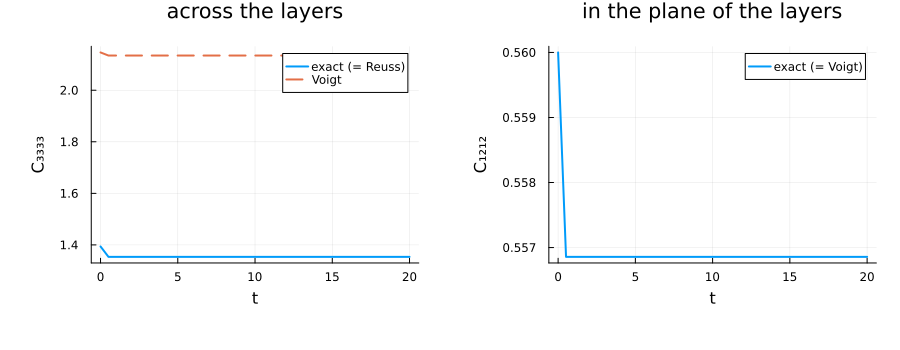 across the layers
C₃₃₃₃
2.0
1.8
1.6
1.4
exact (= Reuss)
Voigt
0
5
10
15
20
t
in the plane of the layers
C₁₂₁₂
0.560
0.559
0.558
0.557
exact (= Voigt)
0
5
10
15
20
t